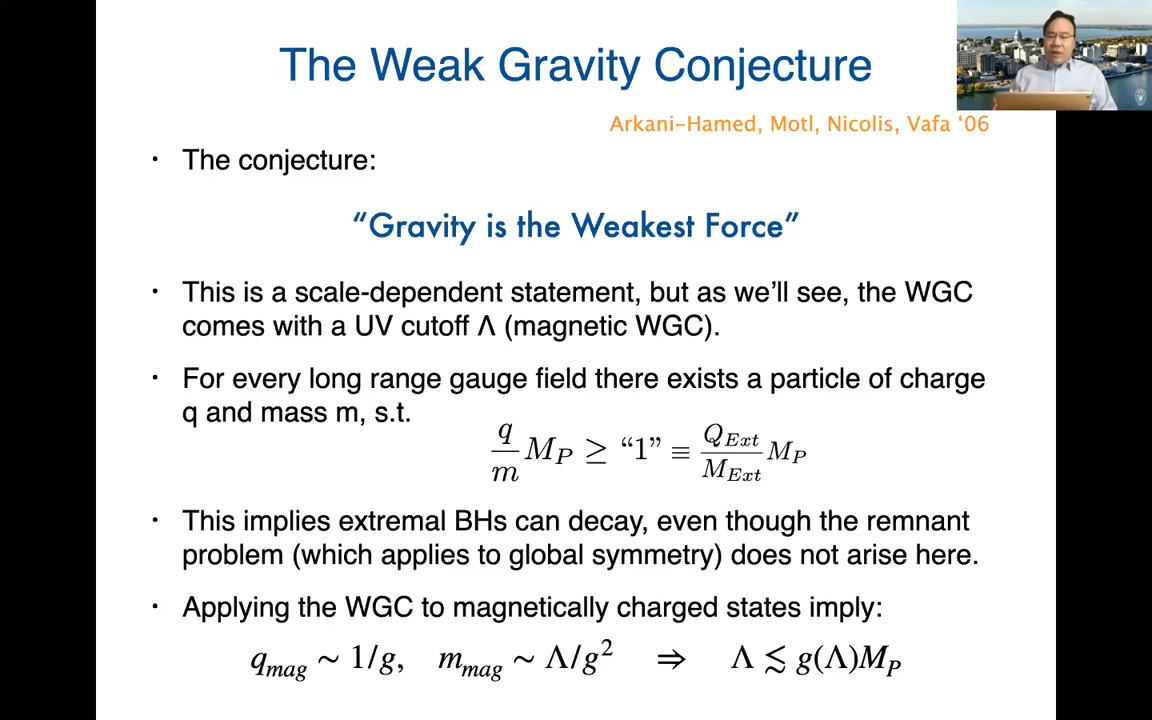 The Weak Gravity Conjecture
Arkani-Hamed, Motl, Nicolis, Vafa ‘06
• The conjecture:
“Gravity is the Weakest Force”
• This is a scale-dependent statement, but as we’ll see, the WGC
comes with a UV cutoff Λ (magnetic WGC).
• For every long range gauge field there exists a particle of charge
q and mass m, s.t.
q/m M_P ≥ “1” ≡ Q_Ext/M_Ext M_P
• This implies extremal BHs can decay, even though the remnant
problem (which applies to global symmetry) does not arise here.
• Applying the WGC to magnetically charged states imply:
q_mag ∼ 1/g, m_mag ∼ Λ/g² ⇒ Λ ≲ g(Λ)M_P